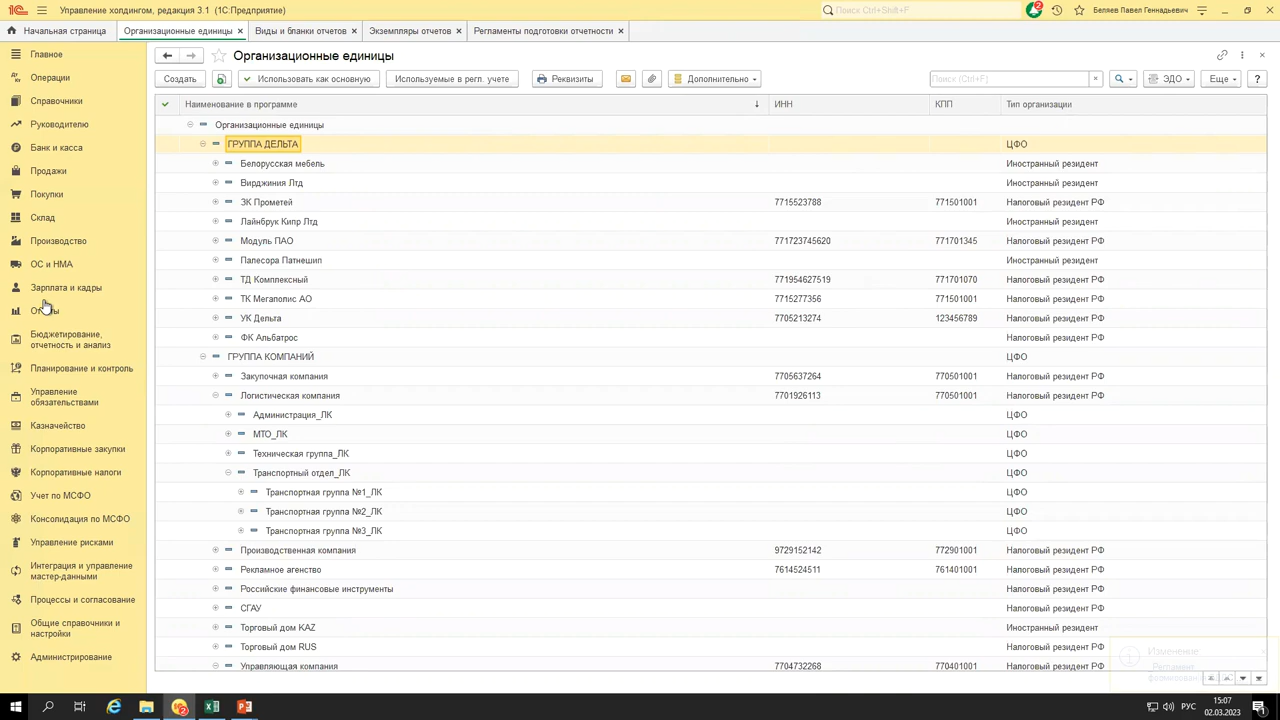 Управление холдингом, редакция 3.1 (1С:Предприятие)
Поиск Ctrl+Shift+F
2
Беляев Павел Геннадьевич
Начальная страница
Организационные единицы ×
Виды и бланки отчетов ×
Экземпляры отчетов ×
Регламенты подготовки отчетности ×
Главное
Операции
Справочники
Руководителю
Банк и касса
Продажи
Покупки
Склад
Производство
ОС и НМА
Зарплата и кадры
Бюджетирование,
отчетность и анализ
Планирование и контроль
Управление
обязательствами
Казначейство
Корпоративные закупки
Корпоративные налоги
Учет по МСФО
Консолидация по МСФО
Управление рисками
Интеграция и управление
мастер-данными
Процессы и согласование
Общие справочники и
настройки
Администрирование
Организационные единицы
Создать
Использовать как основную
Используемые в регл. учете
Реквизиты
Дополнительно
Поиск (Ctrl+F)
×
ЭДО
Еще
?
Наименование в программе ↓ ИНН КПП Тип организации
Организационные единицы
ГРУППА ДЕЛЬТА ЦФО
Белорусская мебель Иностранный резидент
Вирджиния Лтд Иностранный резидент
ЗК Прометей 7715523788 771501001 Налоговый резидент РФ
Лайнбрук Кипр Лтд Иностранный резидент
Модуль ПАО 771723745620 771701345 Налоговый резидент РФ
Палесора Патнешип Иностранный резидент
ТД Комплексный 771954627519 771701070 Налоговый резидент РФ
ТК Мегаполис АО 7715277356 771501001 Налоговый резидент РФ
УК Дельта 7705213274 123456789 Налоговый резидент РФ
ФК Альбатрос Налоговый резидент РФ
ГРУППА КОМПАНИЙ ЦФО
Закупочная компания 7705637264 770501001 Налоговый резидент РФ
Логистическая компания 7701926113 770501001 Налоговый резидент РФ
Администрация_ЛК ЦФО
МТО_ЛК ЦФО
Техническая группа_ЛК ЦФО
Транспортный отдел_ЛК ЦФО
Транспортная группа №1_ЛК ЦФО
Транспортная группа №2_ЛК ЦФО
Транспортная группа №3_ЛК ЦФО
Производственная компания 9729152142 772901001 Налоговый резидент РФ
Рекламное агенство 7614524511 761401001 Налоговый резидент РФ
Российские финансовые инструменты Налоговый резидент РФ
СГАУ Налоговый резидент РФ
Торговый дом KAZ Иностранный резидент
Торговый дом RUS Налоговый резидент РФ
Управляющая компания 7704732268 770401001 Налоговый резидент РФ
Изменение
Регламент
РУС
15:07
02.03.2023
1